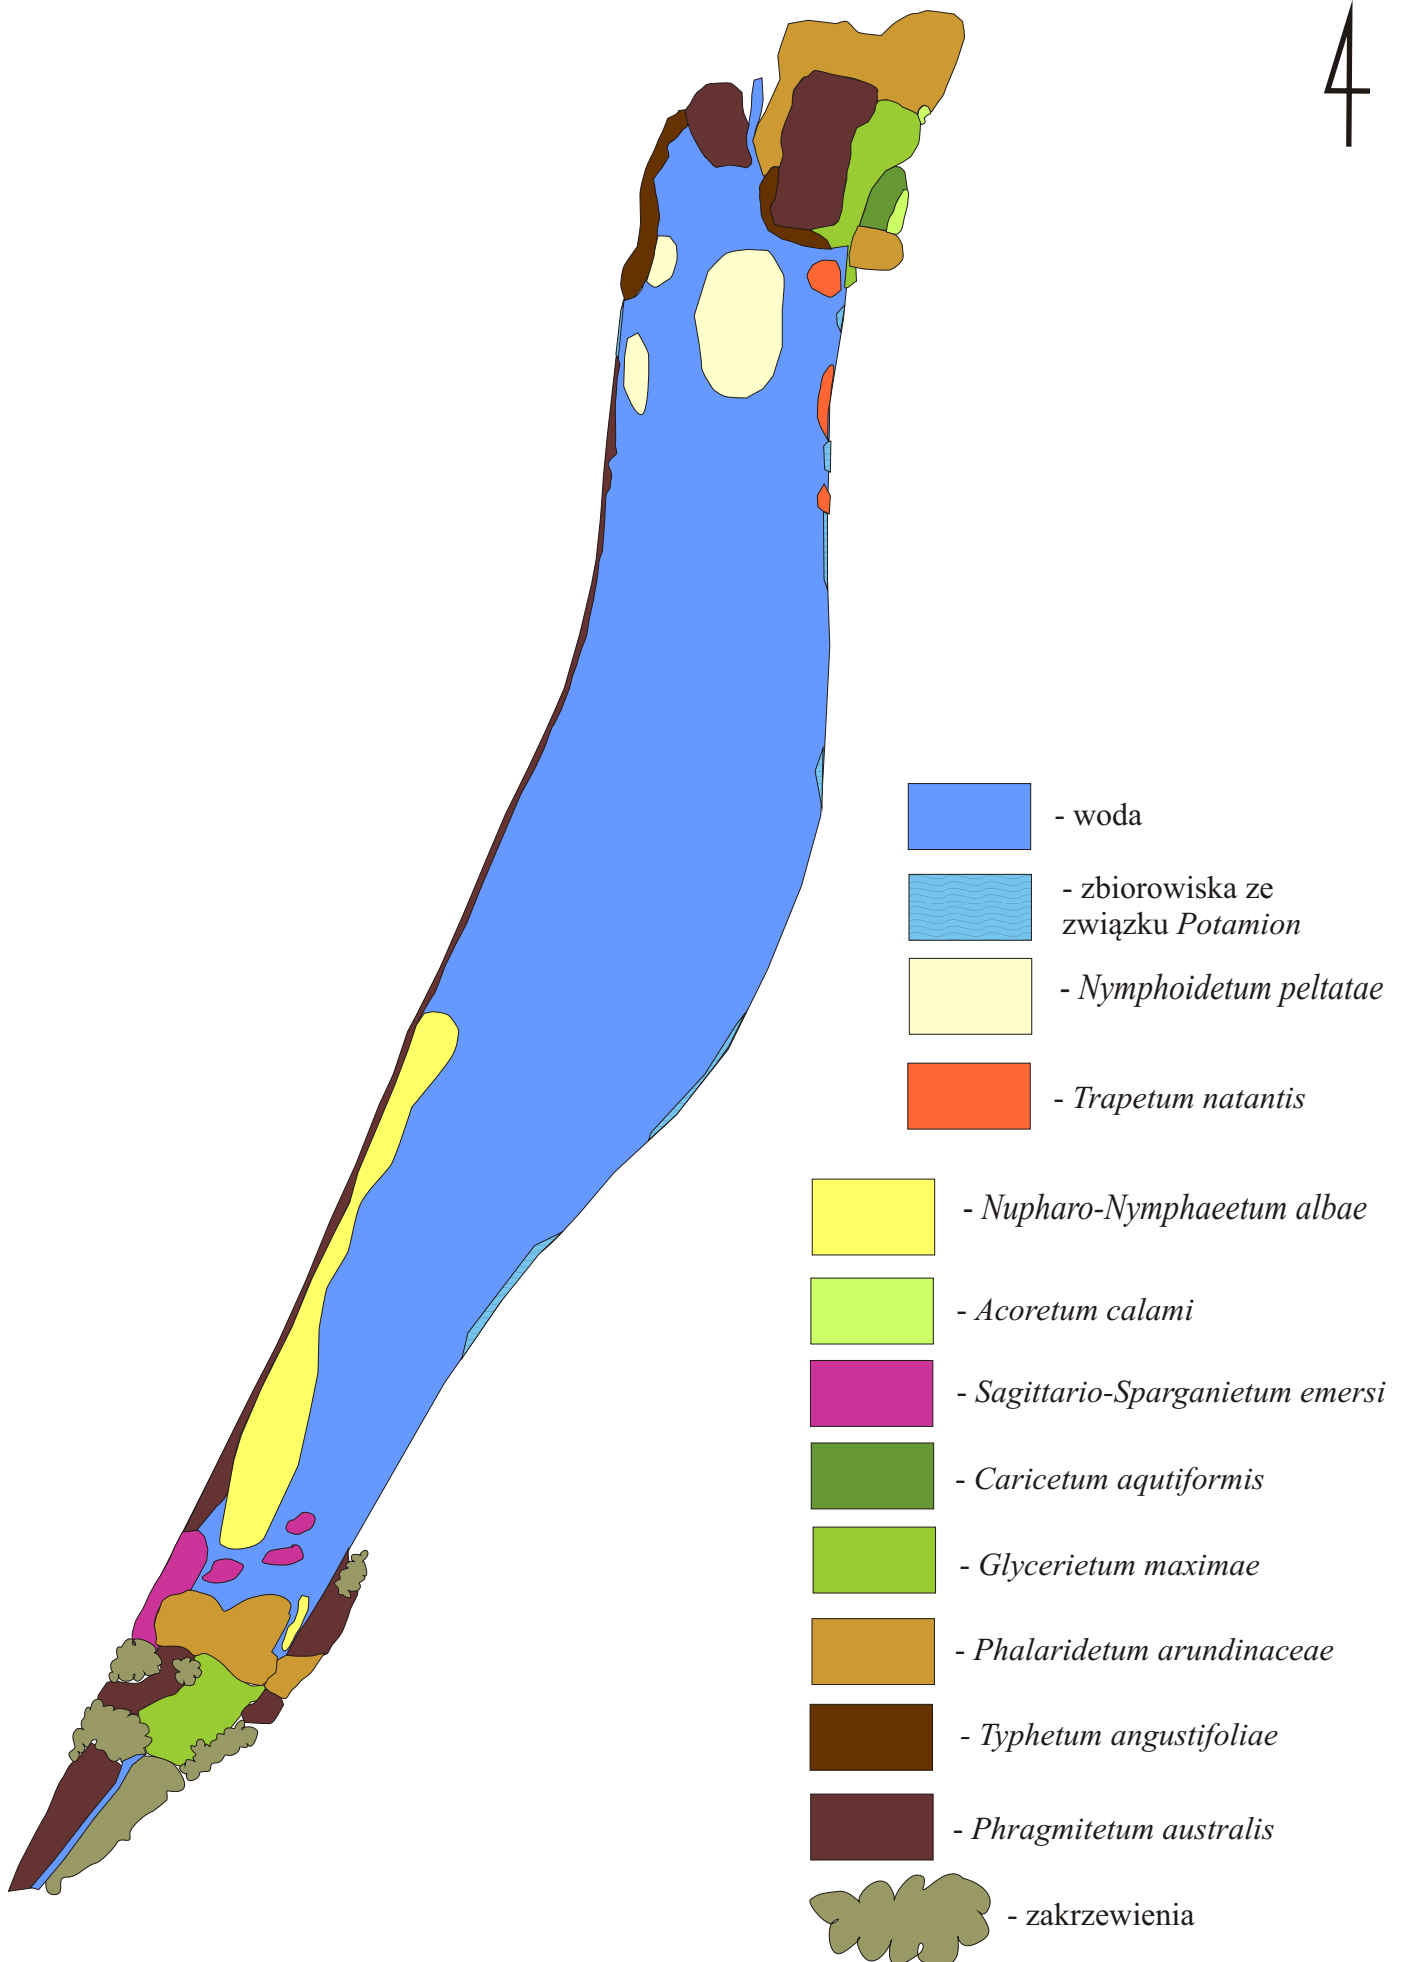 - woda
- zbiorowiska ze
związku Potamion
- Nymphoidetum peltatae
- Trapetum natantis
- Nupharo-Nymphaeetum albae
- Acoretum calami
- Sagittario-Sparganietum emersi
- Caricetum aqutiformis
- Glycerietum maximae
- Phalaridetum arundinaceae
- Typhetum angustifoliae
- Phragmitetum australis
- zakrzewienia